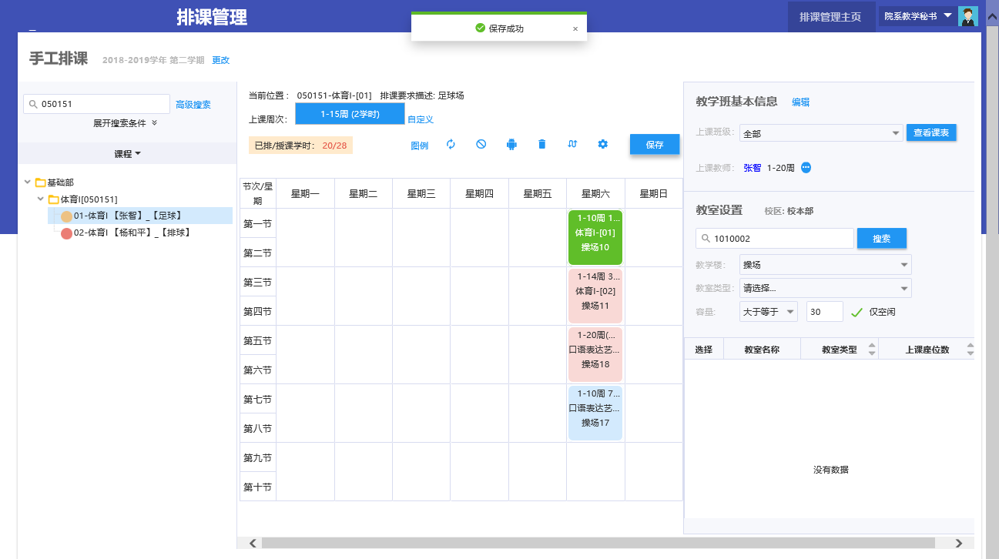 排课管理
保存成功
×
排课管理主页
院系教学秘书
手工排课 2018-2019学年 第二学期 更改
050151
高级搜索
展开搜索条件
课程
基础部
体育I[050151]
01-体育I 【张智】_【足球】
02-体育I 【杨和平】_【排球】
当前位置： 050151-体育I-[01] 排课要求描述: 足球场
上课周次: 1-15周 (2学时) 自定义
已排/授课学时： 20/28
图例
保存
节次/星期 星期一 星期二 星期三 星期四 星期五 星期六 星期日
第一节
第二节
第三节
第四节
第五节
第六节
第七节
第八节
第九节
第十节
1-10周 1...
体育I-[01]
操场10
1-14周 3...
体育I-[02]
操场11
1-20周(...
口语表达艺...
操场18
1-10周 7...
口语表达艺...
操场17
教学班基本信息 编辑
上课班级: 全部 查看课表
上课教师: 张智 1-20周
教室设置 校区: 校本部
1010002 搜索
教学楼: 操场
教室类型: 请选择...
容量: 大于等于 30 仅空闲
选择 教室名称 教室类型 上课座位数
没有数据